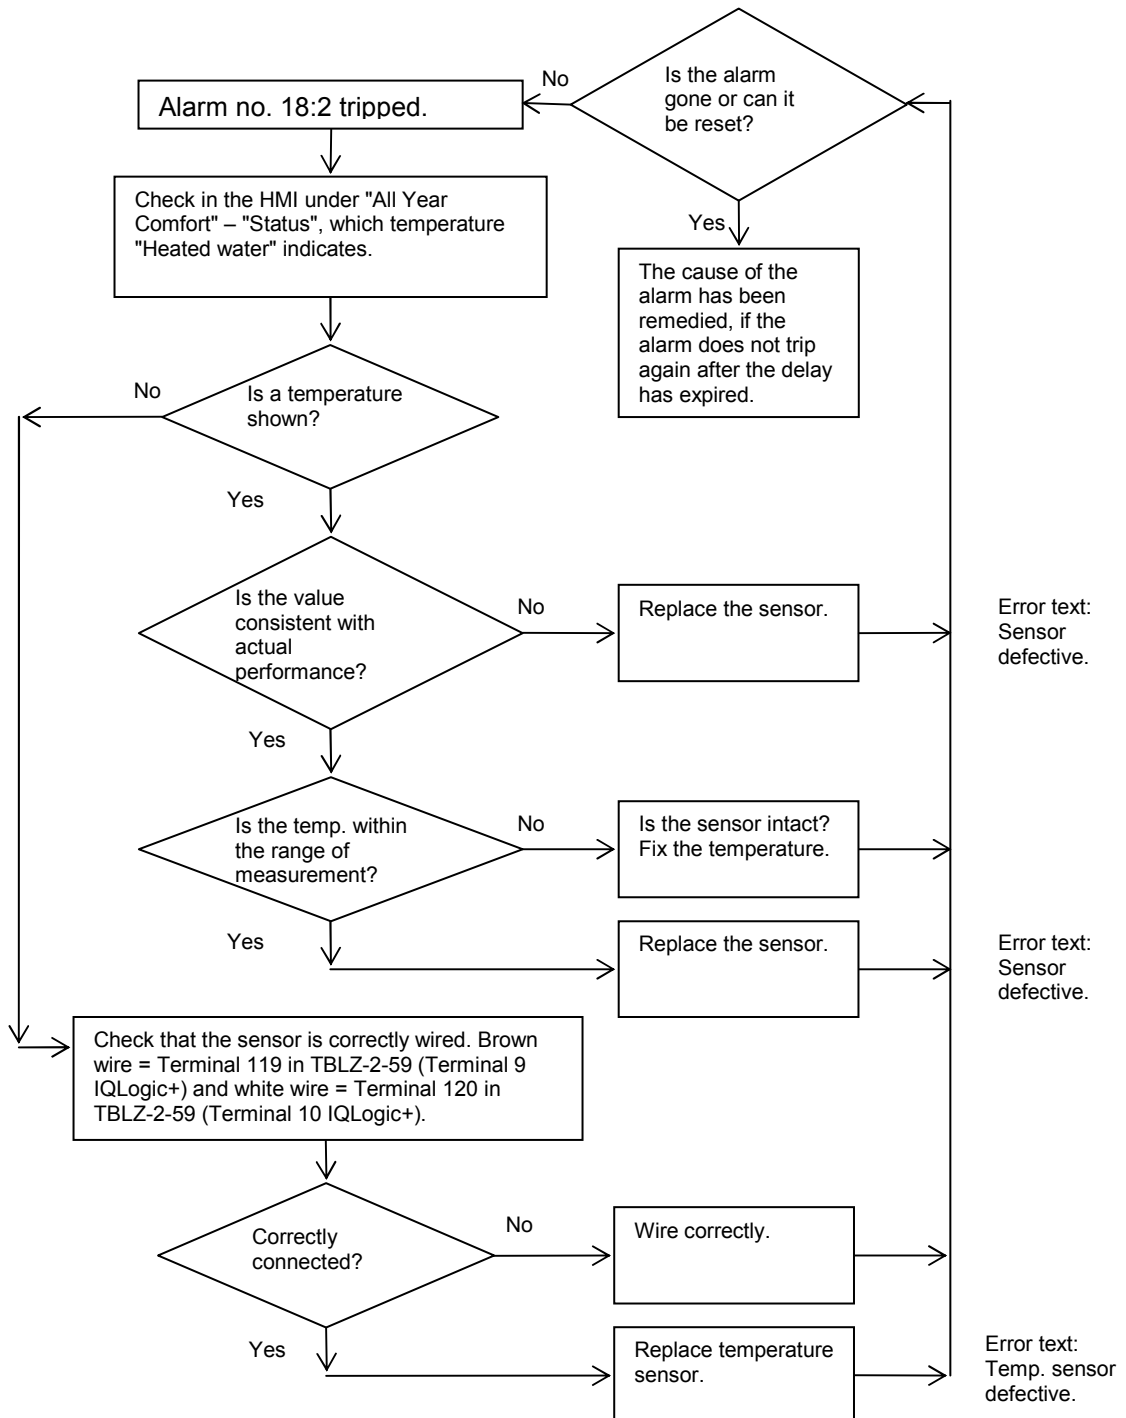 Is the alarm
gone or can it
be reset?
No
Alarm no. 18:2 tripped.
Check in the HMI under "All Year
Comfort" – "Status", which temperature
"Heated water" indicates.
Yes
The cause of the
alarm has been
remedied, if the
alarm does not trip
again after the delay
has expired.
No
Is a temperature
shown?
Yes
Is the value
consistent with
actual
performance?
No
Replace the sensor.
Error text:
Sensor
defective.
Yes
Is the temp. within
the range of
measurement?
No
Is the sensor intact?
Fix the temperature.
Yes
Replace the sensor.
Error text:
Sensor
defective.
Check that the sensor is correctly wired. Brown
wire = Terminal 119 in TBLZ-2-59 (Terminal 9
IQLogic+) and white wire = Terminal 120 in
TBLZ-2-59 (Terminal 10 IQLogic+).
Correctly
connected?
No
Wire correctly.
Yes
Replace temperature
sensor.
Error text:
Temp. sensor
defective.